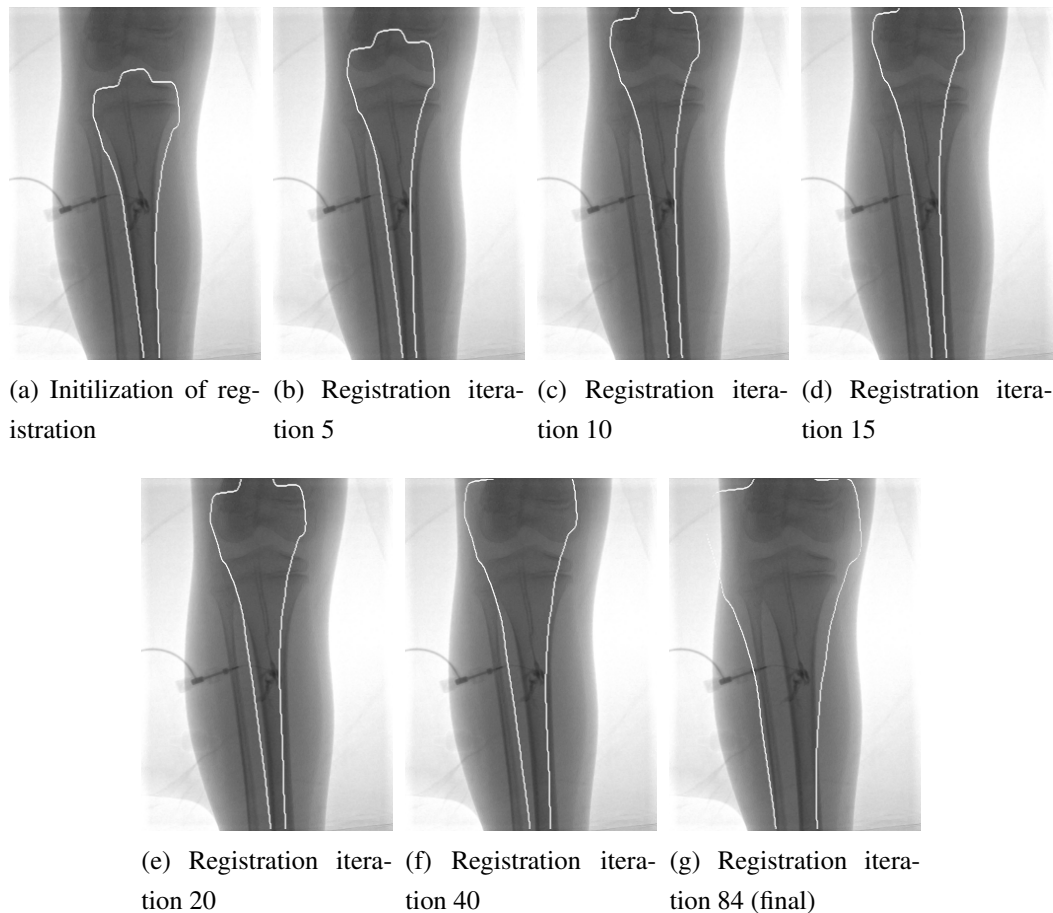 (a) Initilization of reg-
istration
(b) Registration itera-
tion 5
(c) Registration itera-
tion 10
(d) Registration itera-
tion 15
(e) Registration itera-
tion 20
(f) Registration itera-
tion 40
(g) Registration itera-
tion 84 (final)